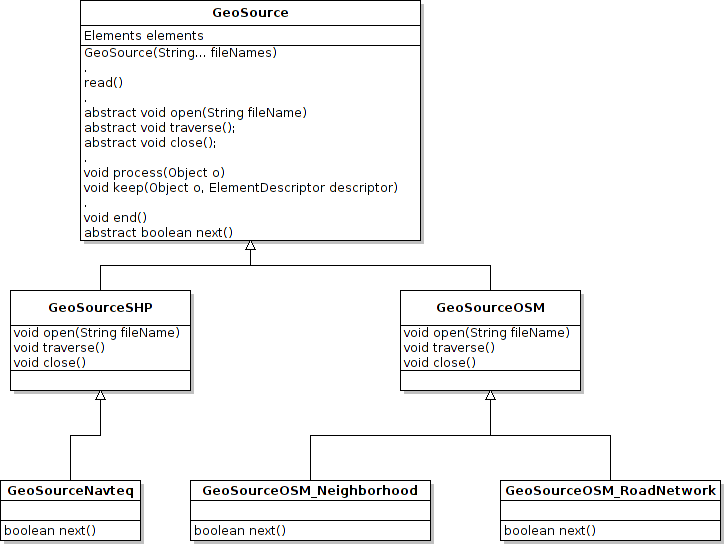 GeoSource
Elements elements
GeoSource(String... fileNames)
.
read()
.
abstract void open(String fileName)
abstract void traverse();
abstract void close();
.
void process(Object o)
void keep(Object o, ElementDescriptor descriptor)
.
void end()
abstract boolean next()
GeoSourceSHP
void open(String fileName)
void traverse()
void close()
GeoSourceOSM
void open(String fileName)
void traverse()
void close()
GeoSourceNavteq
boolean next()
GeoSourceOSM_Neighborhood
boolean next()
GeoSourceOSM_RoadNetwork
boolean next()